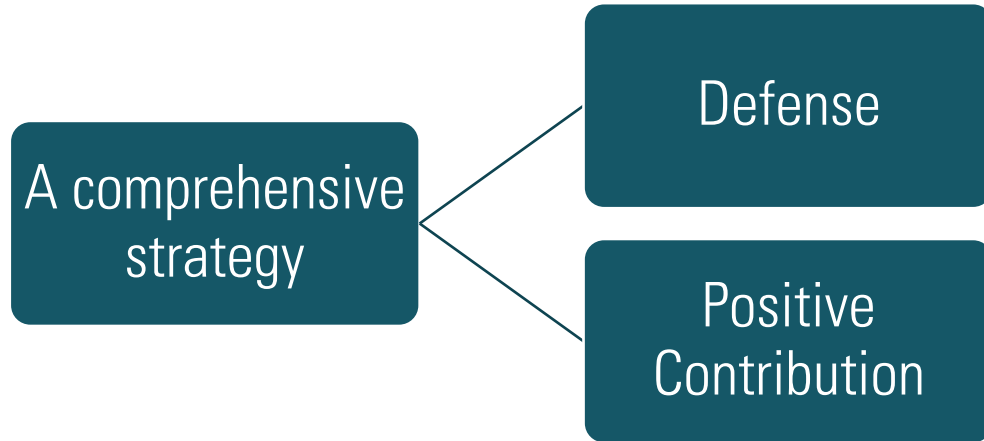 A comprehensive
strategy
Defense
Positive
Contribution